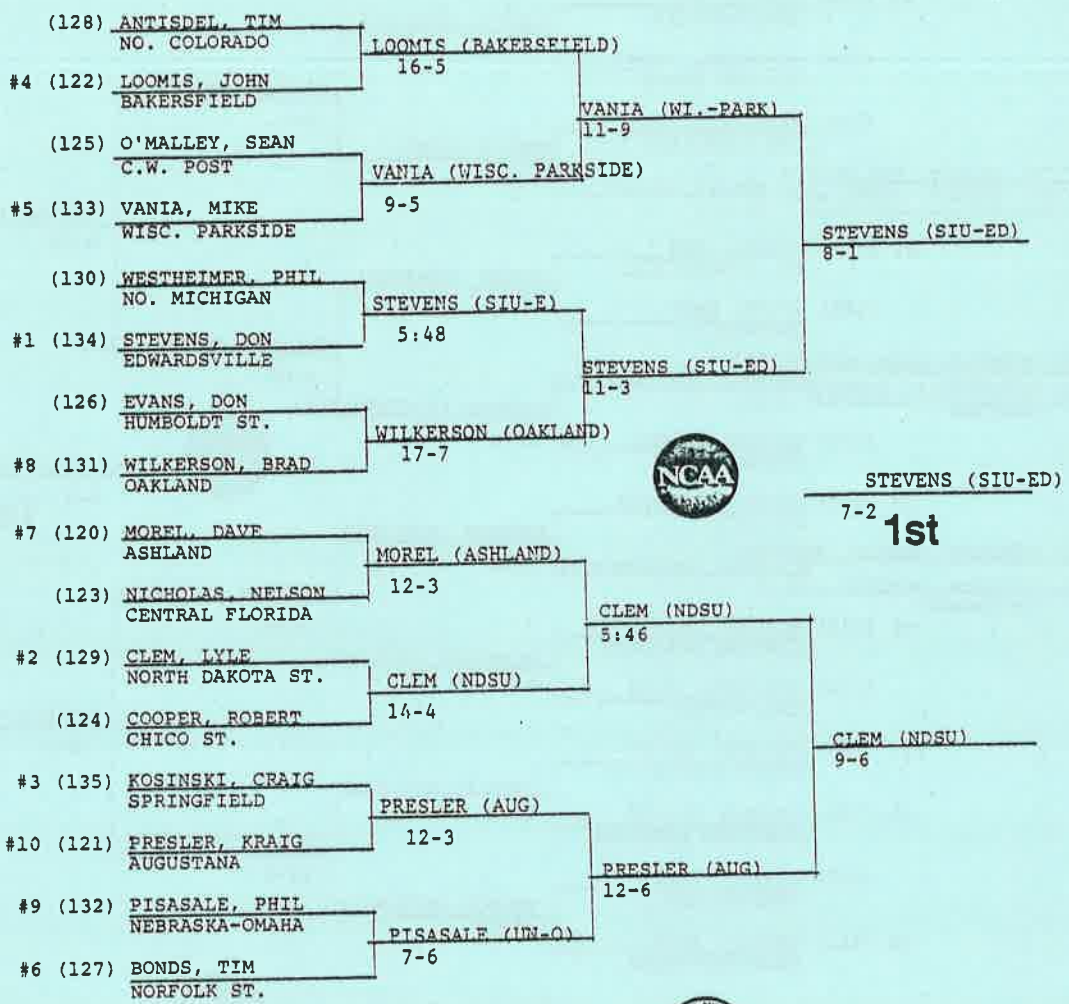 (128) ANTISDEL, TIM
NO. COLORADO
LOOMIS (BAKERSFIELD)
16-5
#4 (122) LOOMIS, JOHN
BAKERSFIELD
VANIA (WI.-PARK)
11-9
(125) O'MALLEY, SEAN
C.W. POST
VANIA (WISC. PARKSIDE)
9-5
#5 (133) VANIA, MIKE
WISC. PARKSIDE
STEVENS (SIU-ED)
8-1
(130) WESTHEIMER, PHIL
NO. MICHIGAN
STEVENS (SIU-E)
5:48
#1 (134) STEVENS, DON
EDWARDSVILLE
STEVENS (SIU-ED)
11-3
(126) EVANS, DON
HUMBOLDT ST.
WILKERSON (OAKLAND)
17-7
#8 (131) WILKERSON, BRAD
OAKLAND
NCAA
STEVENS (SIU-ED)
7-2 1st
#7 (120) MOREL, DAVE
ASHLAND
MOREL (ASHLAND)
12-3
(123) NICHOLAS, NELSON
CENTRAL FLORIDA
CLEM (NDSU)
5:46
#2 (129) CLEM, LYLE
NORTH DAKOTA ST.
CLEM (NDSU)
14-4
(124) COOPER, ROBERT
CHICO ST.
CLEM (NDSU)
9-6
#3 (135) KOSINSKI, CRAIG
SPRINGFIELD
PRESLER (AUG)
12-3
#10 (121) PRESLER, KRAIG
AUGUSTANA
PRESLER (AUG)
12-6
#9 (132) PISASALE, PHIL
NEBRASKA-OMAHA
PISASALE (UN-O)
7-6
#6 (127) BONDS, TIM
NORFOLK ST.